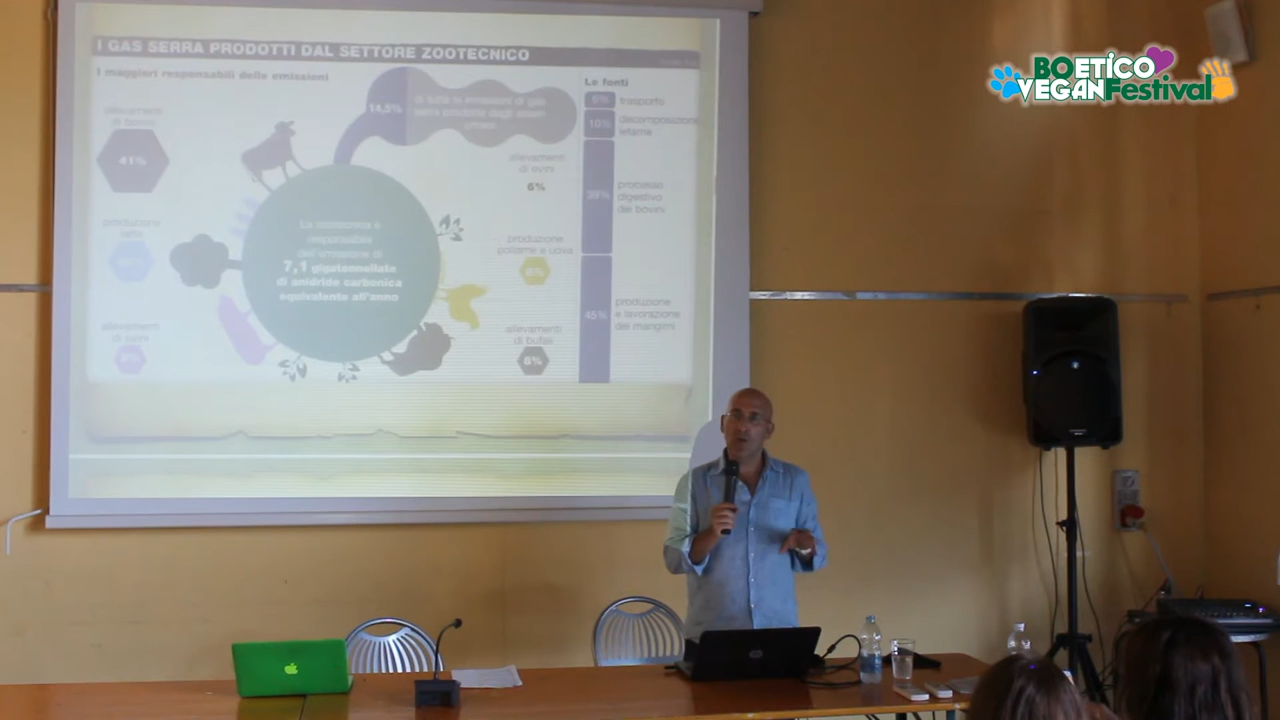 BOETICO
VEGANFestival
I GAS SERRA PRODOTTI DAL SETTORE ZOOTECNICO
I maggiori responsabili delle emissioni
allevamenti
di bovini
41%
produzione
latte
allevamenti
di suini
14,5%
di tutte le emissioni di gas
serra prodotte dagli esseri
umani
La zootecnia è
responsabile
dell'emissione di
7,1 gigatonnellate
di anidride carbonica
equivalente all'anno
allevamenti
di ovini
6%
produzione
pollame e uova
8%
allevamenti
di bufali
8%
Le fonti
trasporto
10%
decomposizione
letame
39%
processo
digestivo
dei bovini
45%
produzione
e lavorazione
dei mangimi